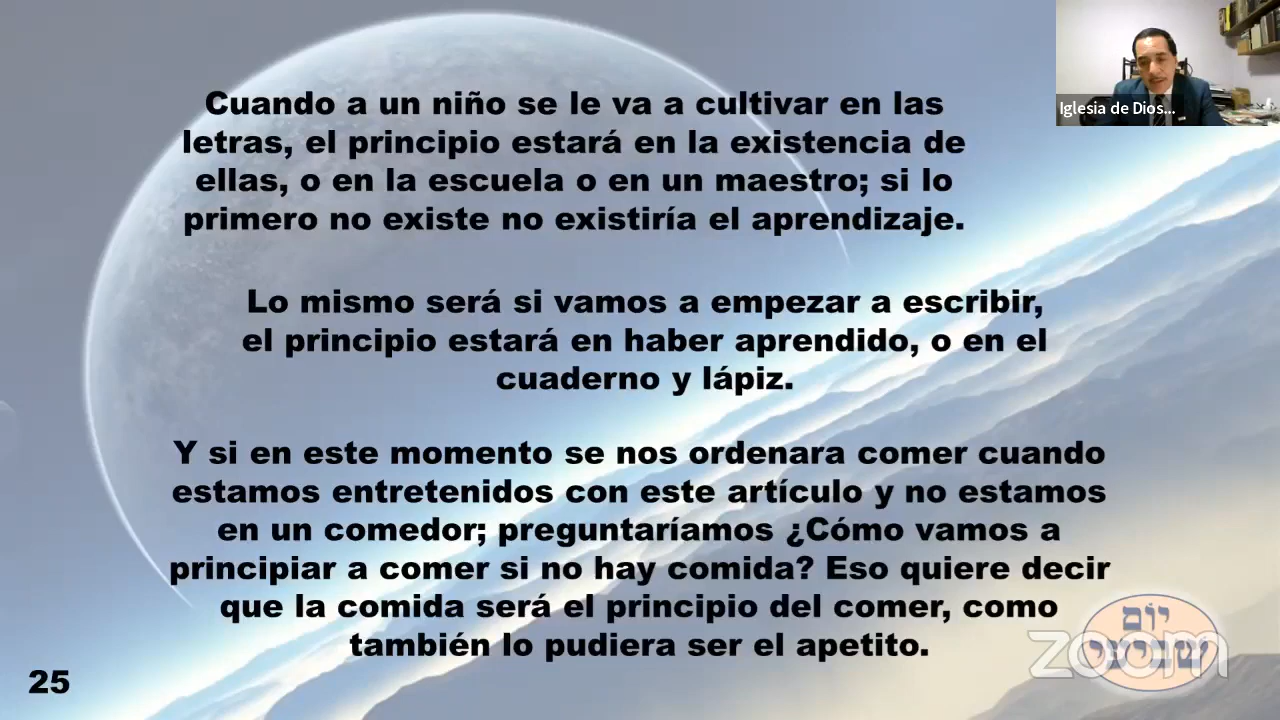 Cuando a un niño se le va a cultivar en las
letras, el principio estará en la existencia de
ellas, o en la escuela o en un maestro; si lo
primero no existe no existiría el aprendizaje.
Lo mismo será si vamos a empezar a escribir,
el principio estará en haber aprendido, o en el
cuaderno y lápiz.
Y si en este momento se nos ordenara comer cuando
estamos entretenidos con este artículo y no estamos
en un comedor; preguntaríamos ¿Cómo vamos a
principiar a comer si no hay comida? Eso quiere decir
que la comida será el principio del comer, como
también lo pudiera ser el apetito.
25
Iglesia de Dios...
יוֹם
zoom